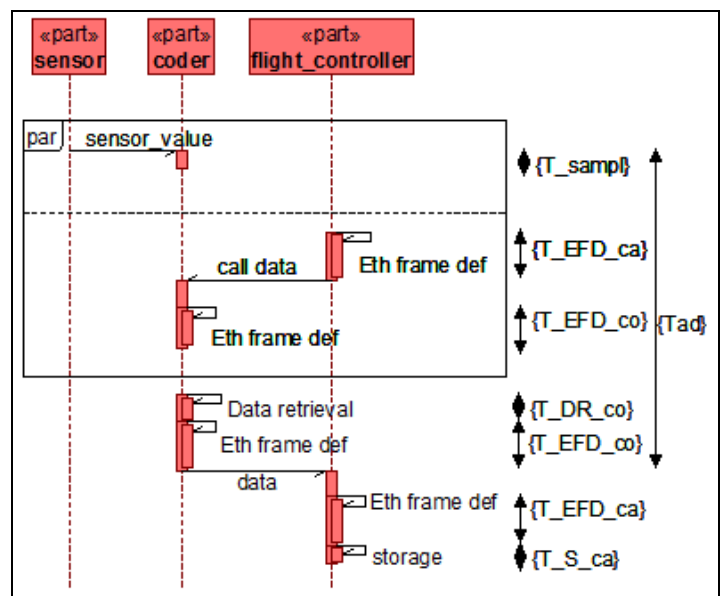 «part» «part» «part»
sensor coder flight_controller
par sensor_value
{T_sampl}
{T_EFD_ca}
call data Eth frame def
{T_EFD_co} {Tad}
Eth frame def
Data retrieval {T_DR_co}
Eth frame def {T_EFD_co}
data
Eth frame def {T_EFD_ca}
storage {T_S_ca}